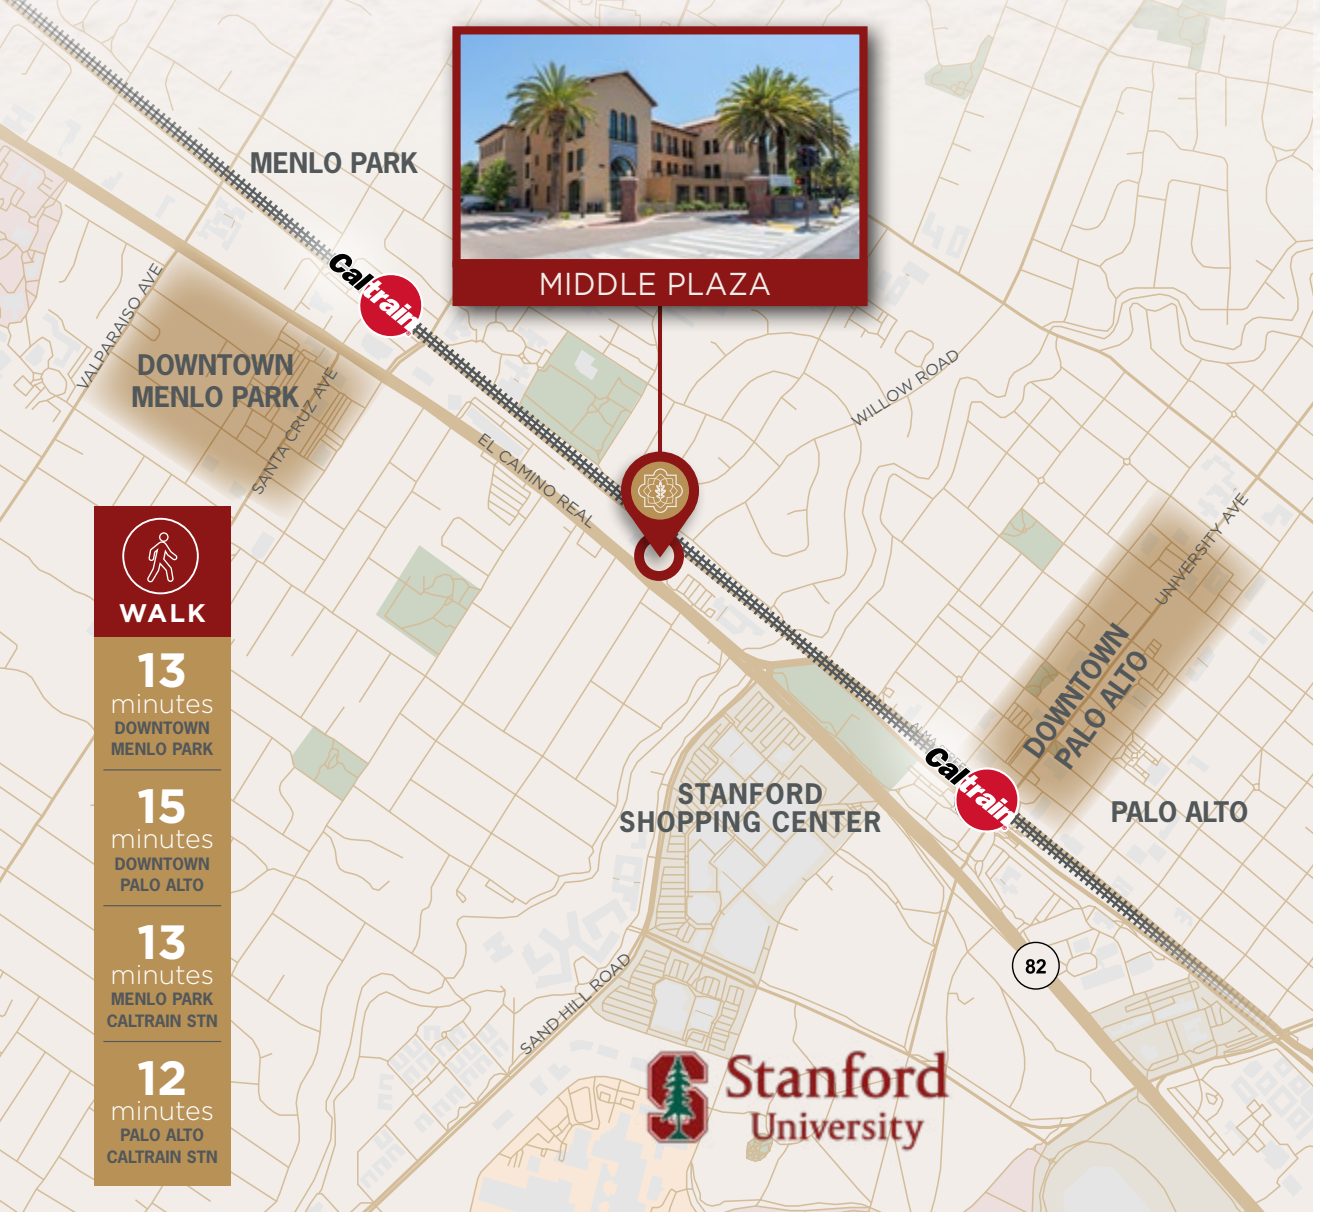 MIDDLE PLAZA
MENLO PARK
Caltrain
VALPARAISO AVE
DOWNTOWN
MENLO PARK
SANTA CRUZ AVE
EL CAMINO REAL
WILLOW ROAD
UNIVERSITY AVE
DOWNTOWN
PALO ALTO
WALK
13
minutes
DOWNTOWN
MENLO PARK
15
minutes
DOWNTOWN
PALO ALTO
13
minutes
MENLO PARK
CALTRAIN STN
12
minutes
PALO ALTO
CALTRAIN STN
STANFORD
SHOPPING CENTER
Caltrain
PALO ALTO
82
SAND HILL ROAD
Stanford
University